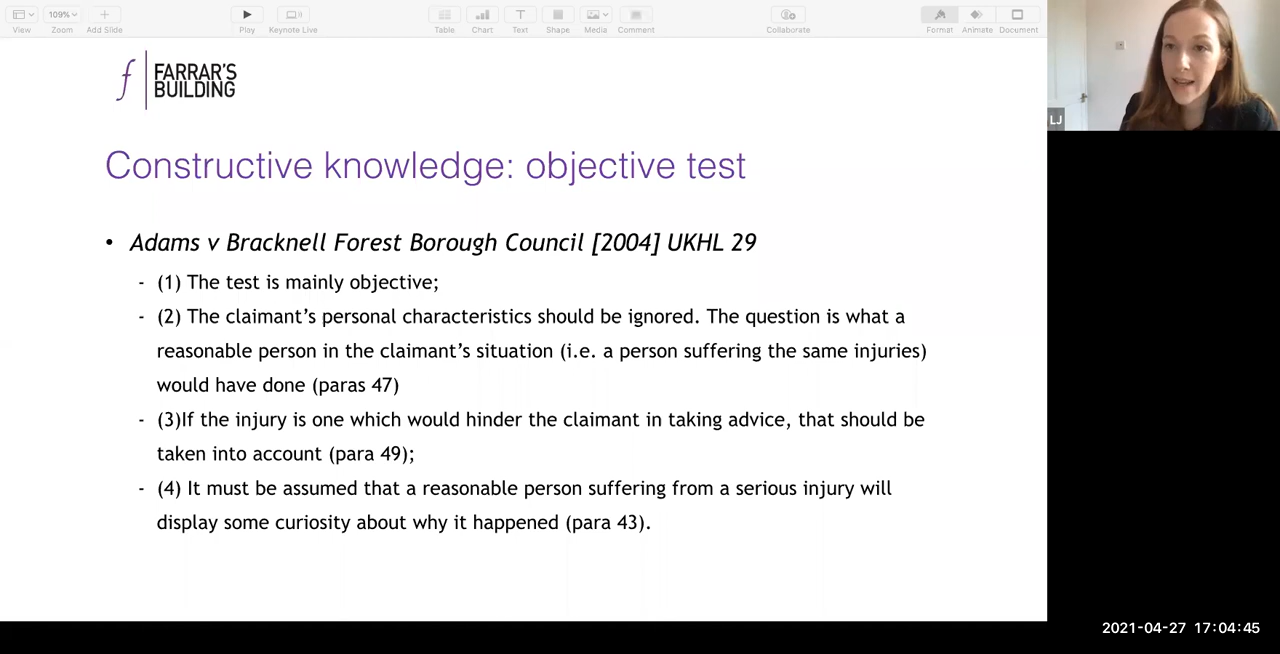 109%
View
Zoom
Add Slide
Play
Keynote Live
Table
Chart
Text
Shape
Media
Comment
Collaborate
Format
Animate
Document
f
FARRAR'S
BUILDING
LJ
Constructive knowledge: objective test
• Adams v Bracknell Forest Borough Council [2004] UKHL 29
- (1) The test is mainly objective;
- (2) The claimant's personal characteristics should be ignored. The question is what a
reasonable person in the claimant's situation (i.e. a person suffering the same injuries)
would have done (paras 47)
- (3)If the injury is one which would hinder the claimant in taking advice, that should be
taken into account (para 49);
- (4) It must be assumed that a reasonable person suffering from a serious injury will
display some curiosity about why it happened (para 43).
2021-04-27 17:04:45